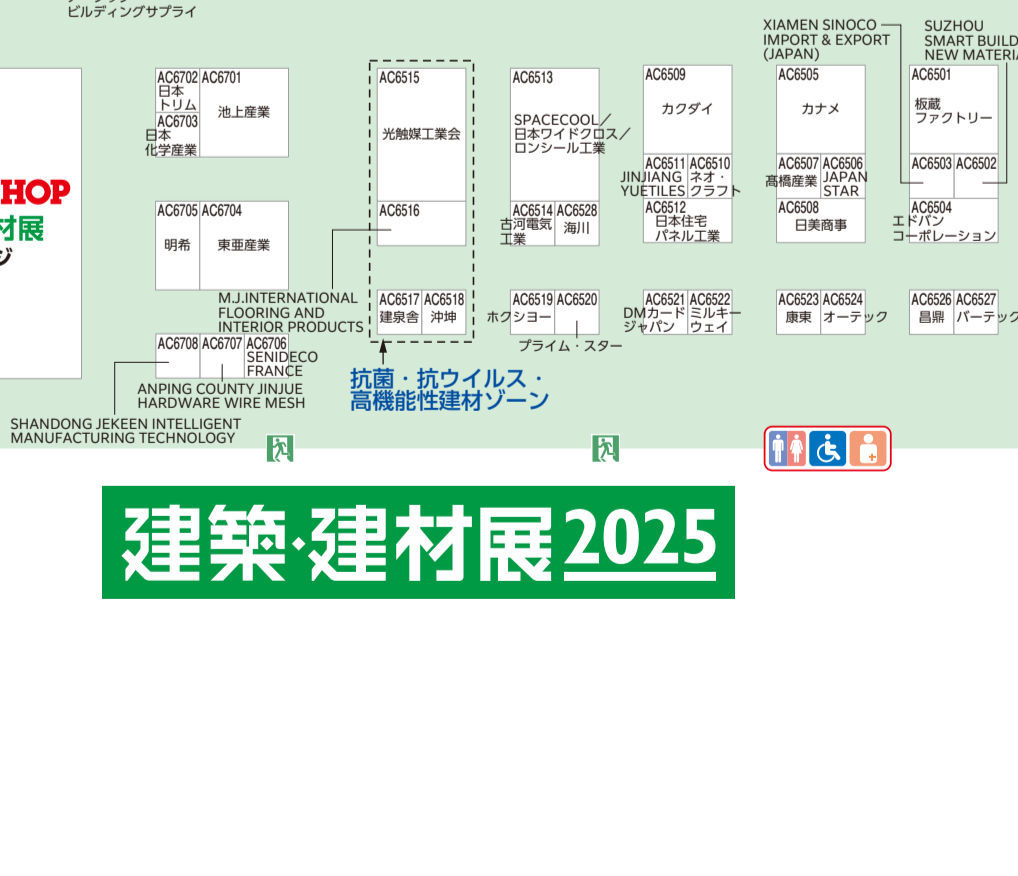 ビルディングサプライ
XIAMEN SINOCO
IMPORT & EXPORT
(JAPAN)
SUZHOU
SMART BUILD
NEW MATERIA
AC6702
日本
トリム
AC6701
池上産業
AC6703
日本
化学産業
AC6515
光触媒工業会
AC6513
SPACECOOL／
日本ワイドクロス／
ロンシール工業
AC6509
カクダイ
AC6505
カナメ
AC6501
板蔵
ファクトリー
AC6511
JINJIANG
YUETILES
AC6510
ネオ・
クラフト
AC6507
髙橋産業
AC6506
JAPAN
STAR
AC6503
AC6502
HOP
材展
ジ
AC6705
明希
AC6704
東亜産業
AC6516
AC6514
古河電気
工業
AC6528
海川
AC6512
日本住宅
パネル工業
AC6508
日美商事
AC6504
エドバン
コーポレーション
M.J.INTERNATIONAL
FLOORING AND
INTERIOR PRODUCTS
AC6517
建泉舎
AC6518
沖坤
AC6519
ホクショー
AC6520
プライム・スター
AC6521
DMカード
ジャパン
AC6522
ミルキー
ウェイ
AC6523
康東
AC6524
オーテック
AC6526
昌鼎
AC6527
バーテック
AC6708
AC6707
AC6706
SENIDECO
FRANCE
ANPING COUNTY JINJUE
HARDWARE WIRE MESH
抗菌・抗ウイルス・
高機能性建材ゾーン
SHANDONG JEKEEN INTELLIGENT
MANUFACTURING TECHNOLOGY
建築・建材展2025